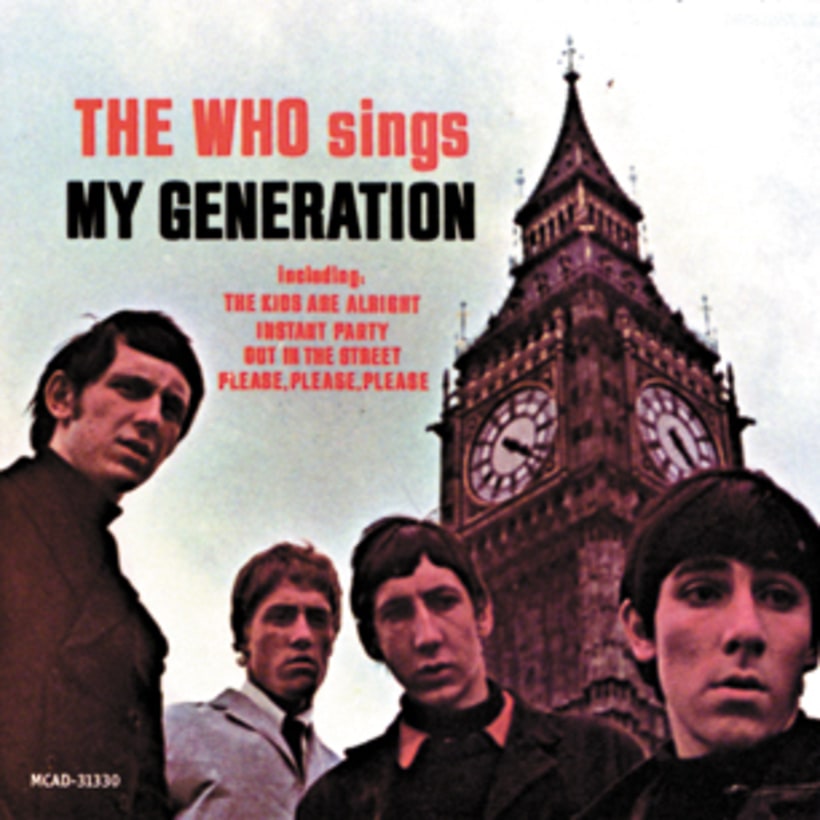 THE WHO sings
MY GENERATION
including:
THE KIDS ARE ALRIGHT
INSTANT PARTY
OUT IN THE STREET
PLEASE, PLEASE, PLEASE
MCAD-31330